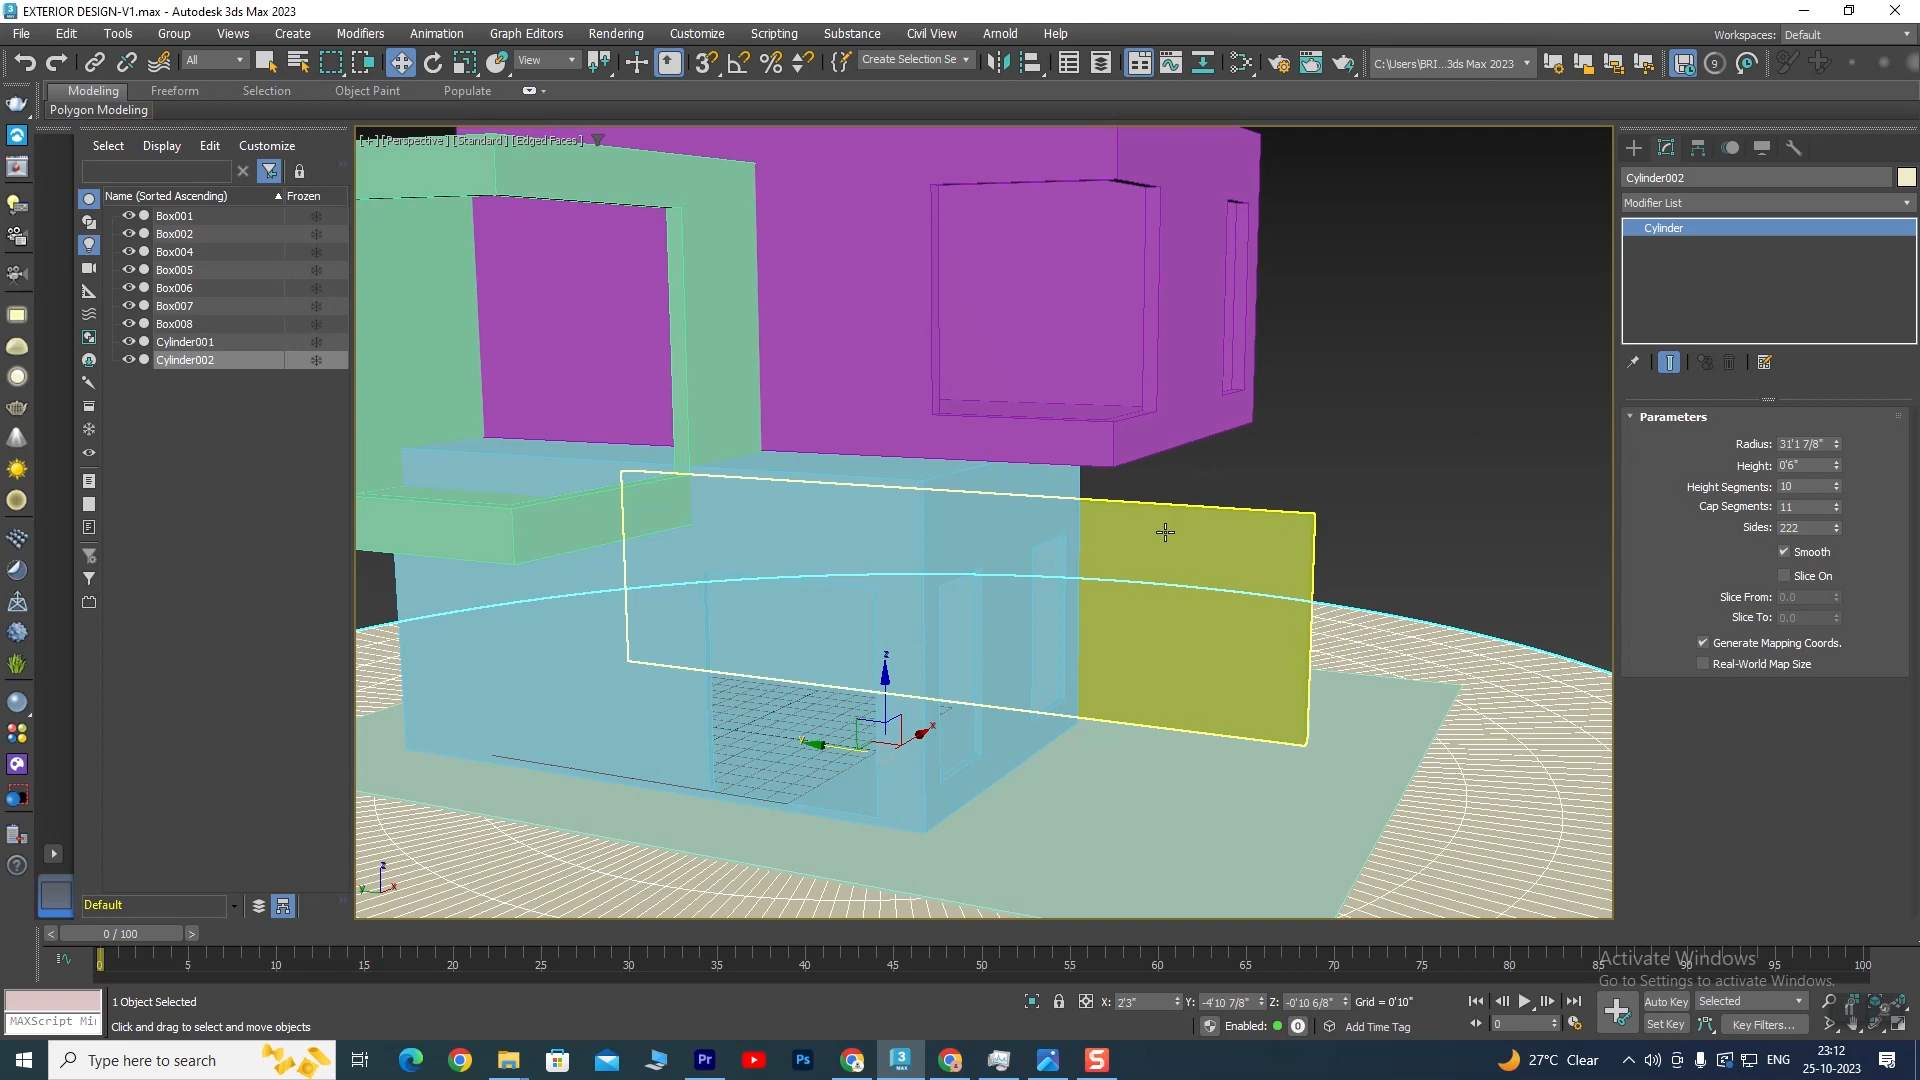 EXTERIOR DESIGN-V1.max - Autodesk 3ds Max 2023
File Edit Tools Group Views Create Modifiers Animation Graph Editors Rendering Customize Scripting Substance Civil View Arnold Help
Workspaces: Default
All View Create Selection Se C:\Users\BRI...3ds Max 2023
Modeling Freeform Selection Object Paint Populate
Polygon Modeling
Select Display Edit Customize
Name (Sorted Ascending) Frozen
Box001
Box002
Box004
Box005
Box006
Box007
Box008
Cylinder001
Cylinder002
Default
[+] [Perspective] [Standard] [Edged Faces]
z
x
y
z
x
y
Cylinder002
Modifier List
Cylinder
Parameters
Radius: 31'1 7/8"
Height: 0'6"
Height Segments: 10
Cap Segments: 11
Sides: 222
Smooth
Slice On
Slice From: 0.0
Slice To: 0.0
Generate Mapping Coords.
Real-World Map Size
0 / 100
0 5 10 15 20 25 30 35 40 45 50 55 60 65 70 75 80 85 90 95 100
Activate Windows
Go to Settings to activate Windows.
1 Object Selected
Click and drag to select and move objects
MAXScript Mi
X: 2'3" Y: -4'10 7/8" Z: -0'10 6/8" Grid = 0'10"
Enabled: 0 Add Time Tag
0
Auto Key Selected
Set Key Key Filters...
Type here to search
27°C Clear
ENG
23:12
25-10-2023